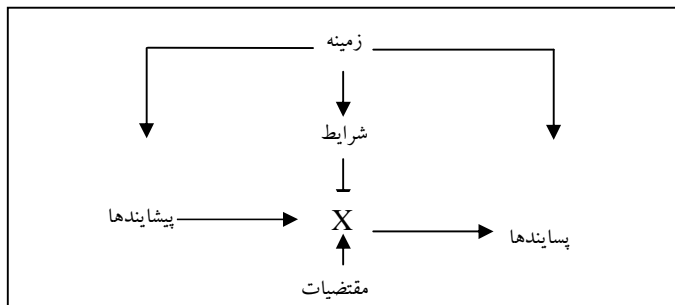 زمینه
شرایط
پیشایندها
X
پسایندها
مقتضیات